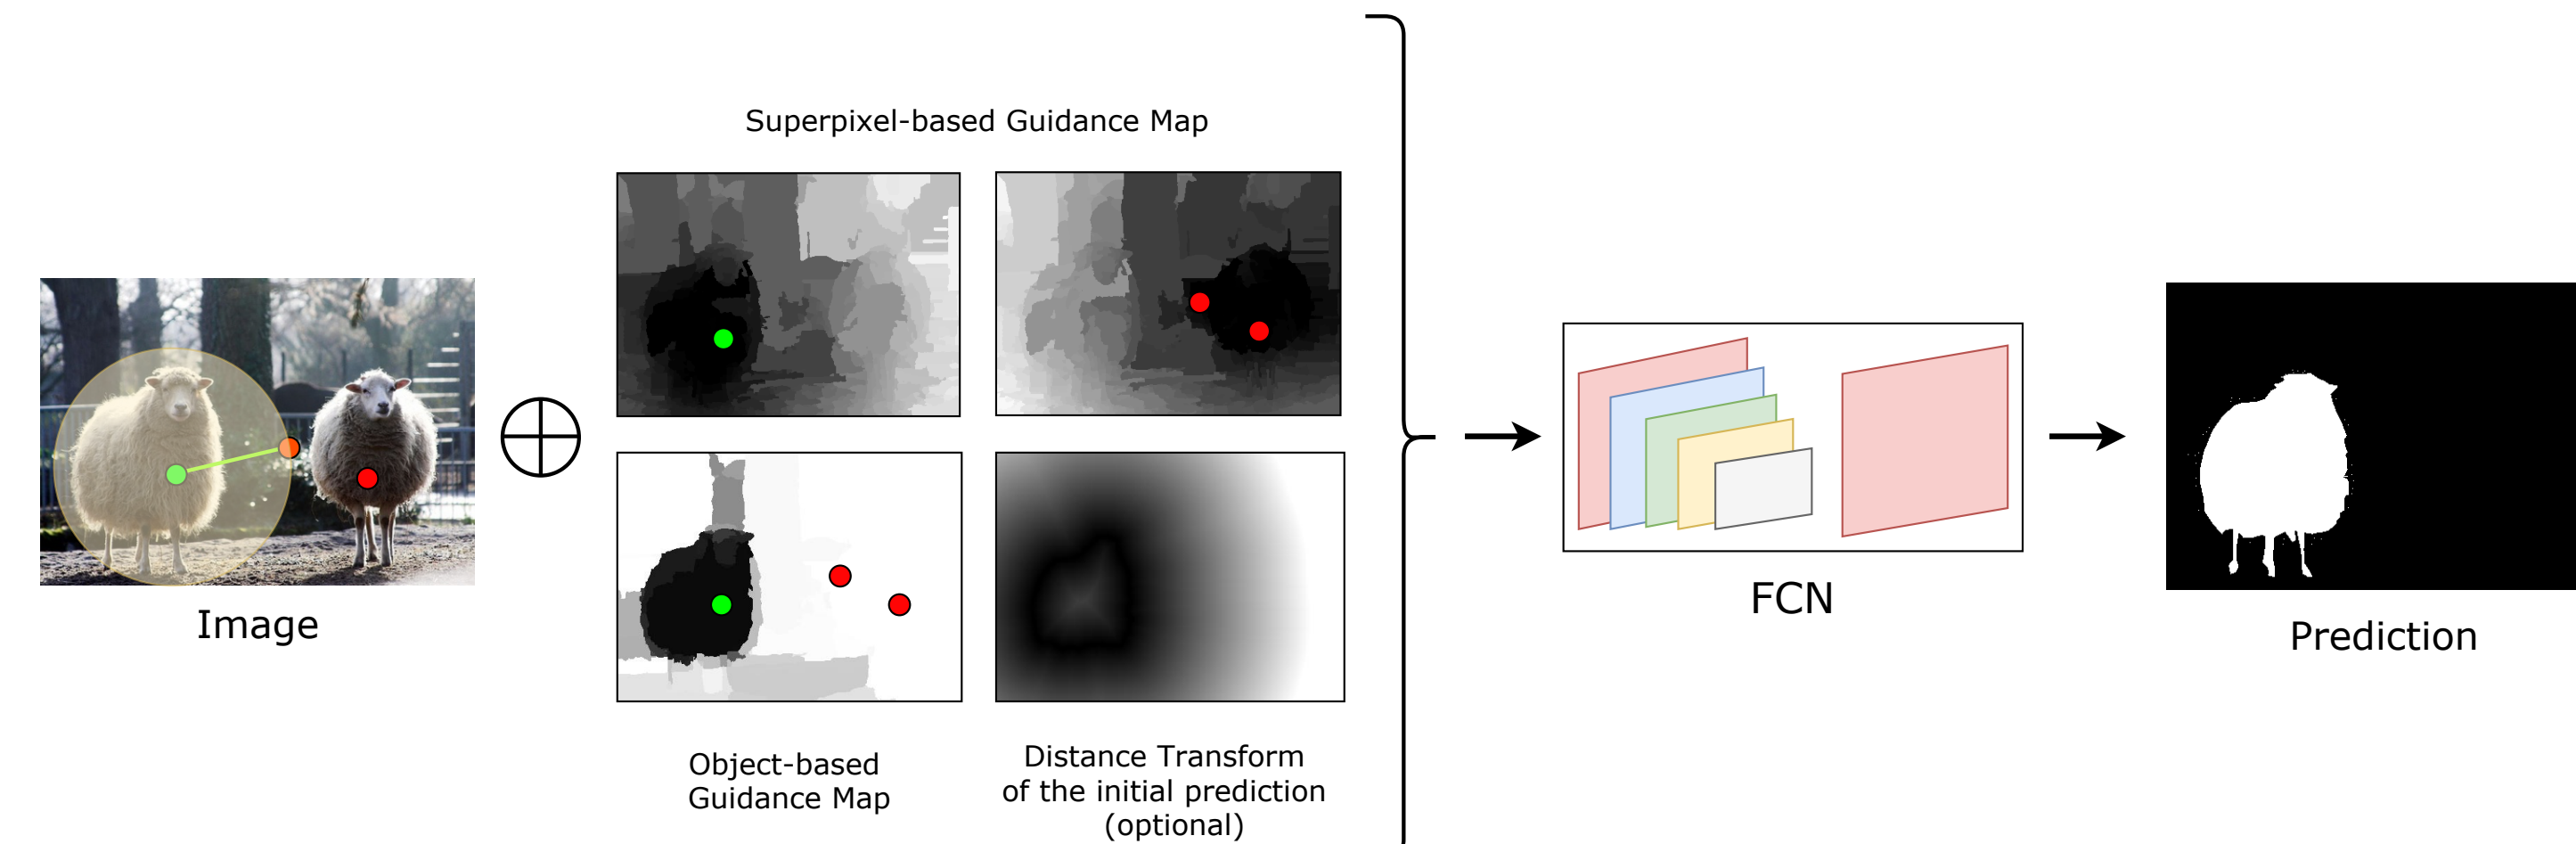 Superpixel-based Guidance Map
Image
Object-based
Guidance Map
Distance Transform
of the initial prediction
(optional)
FCN
Prediction